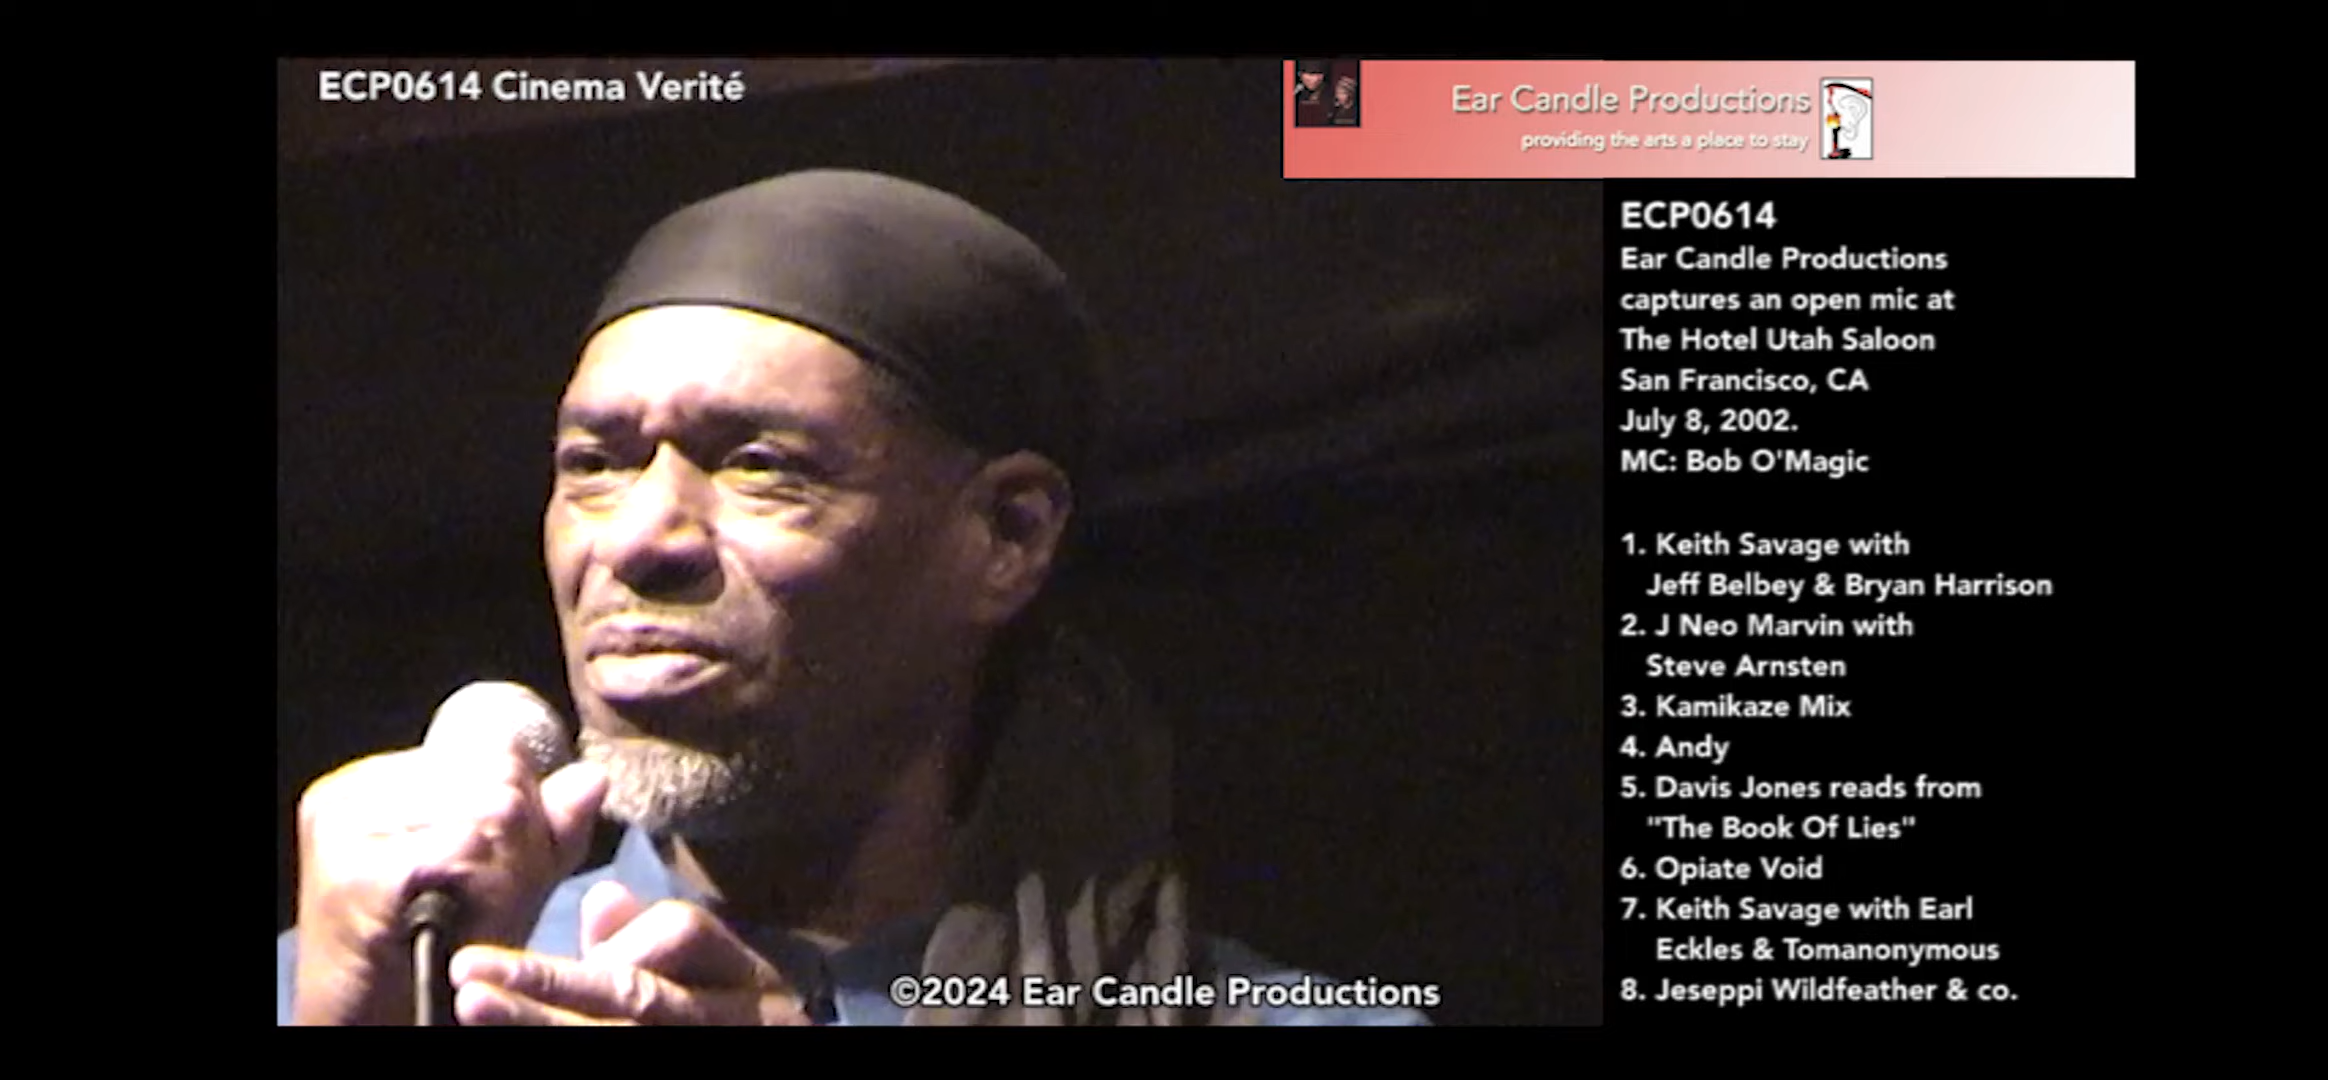 ECP0614 Cinema Verité
Ear Candle Productions
providing the arts a place to stay
ECP0614
Ear Candle Productions
captures an open mic at
The Hotel Utah Saloon
San Francisco, CA
July 8, 2002.
MC: Bob O'Magic
1. Keith Savage with
Jeff Belbey & Bryan Harrison
2. J Neo Marvin with
Steve Arnsten
3. Kamikaze Mix
4. Andy
5. Davis Jones reads from
"The Book Of Lies"
6. Opiate Void
7. Keith Savage with Earl
Eckles & Tomanonymous
8. Jeseppi Wildfeather & co.
©2024 Ear Candle Productions